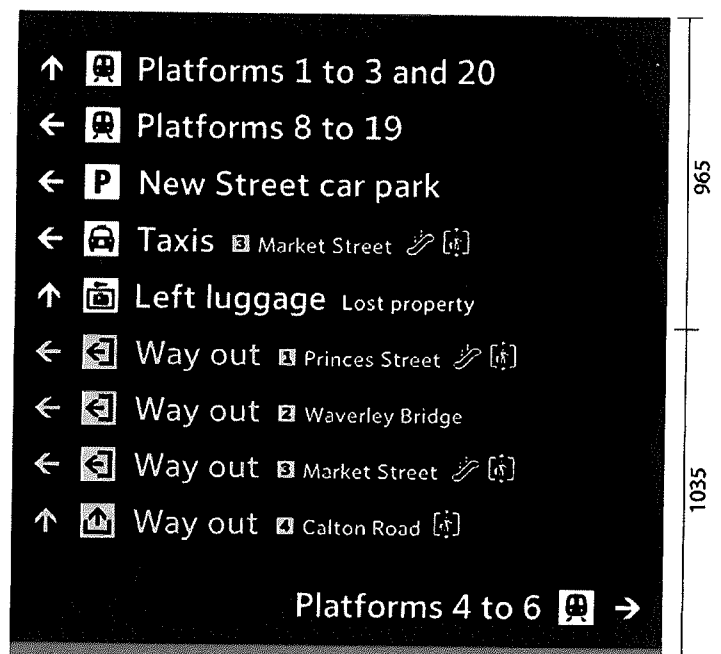 ↑ Platforms 1 to 3 and 20
← Platforms 8 to 19
← P New Street car park
← Taxis 3 Market Street
↑ Left luggage Lost property
← Way out 1 Princes Street
← Way out 2 Waverley Bridge
← Way out 3 Market Street
↑ Way out 4 Calton Road
Platforms 4 to 6 →
965
1035